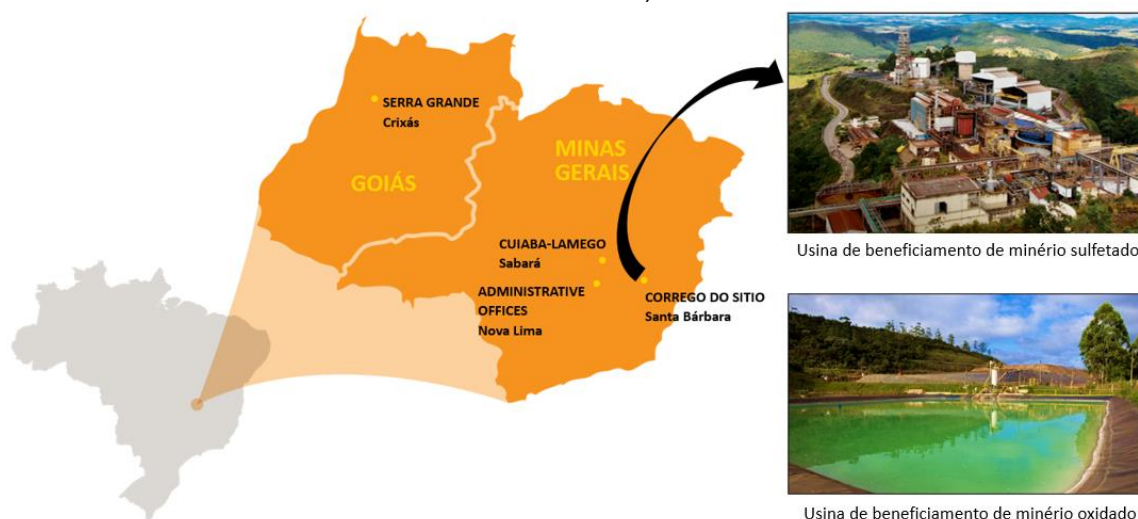 SERRA GRANDE
Crixás
GOIÁS
MINAS
GERAIS
CUIABA-LAMEGO
Sabará
ADMINISTRATIVE
OFFICES
Nova Lima
CORREGO DO SITIO
Santa Bárbara
Usina de beneficiamento de minério sulfetado
Usina de beneficiamento de minério oxidado